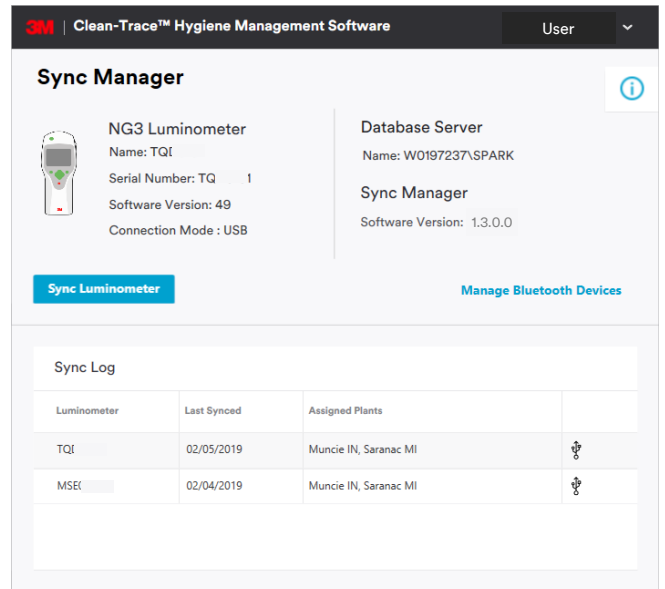 3M | Clean-Trace™ Hygiene Management Software
User
Sync Manager
NG3 Luminometer
Name: TQ
Serial Number: TQ 1
Software Version: 49
Connection Mode : USB
Database Server
Name: W0197237\SPARK
Sync Manager
Software Version: 1.3.0.0
Sync Luminometer
Manage Bluetooth Devices
Sync Log
Luminometer Last Synced Assigned Plants
TQ 02/05/2019 Muncie IN, Saranac MI
MSE 02/04/2019 Muncie IN, Saranac MI